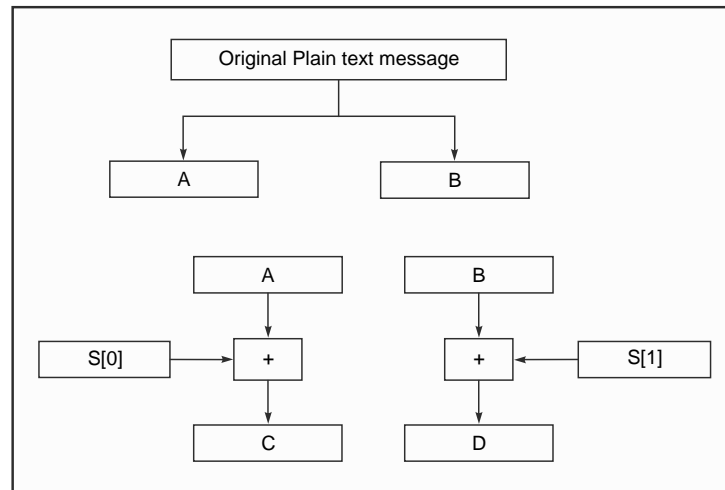 Original Plain text message
A B
A B
S[0] + + S[1]
C D